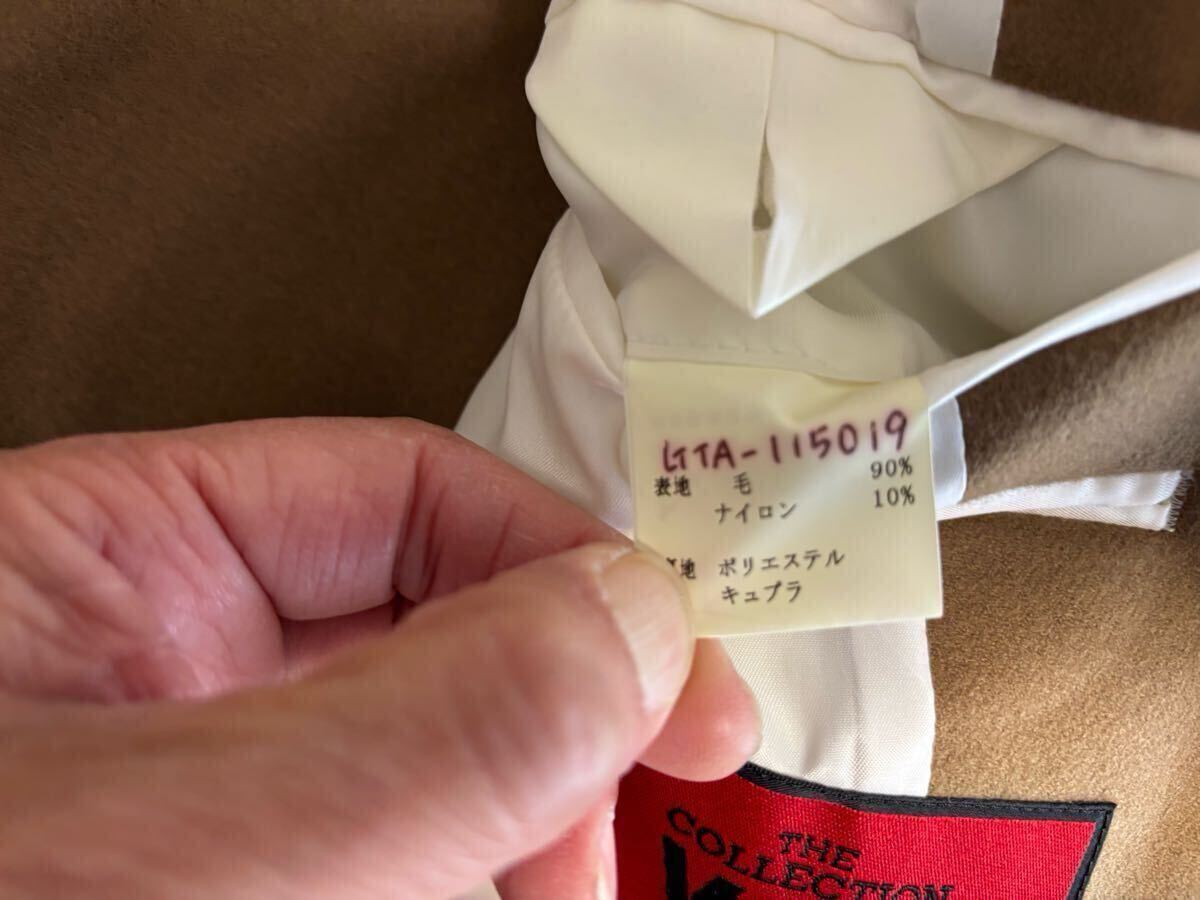 GTA-115019
表地 毛 90%
ナイロン 10%
地 ポリエステル
キュプラ
THE
COLLECTION